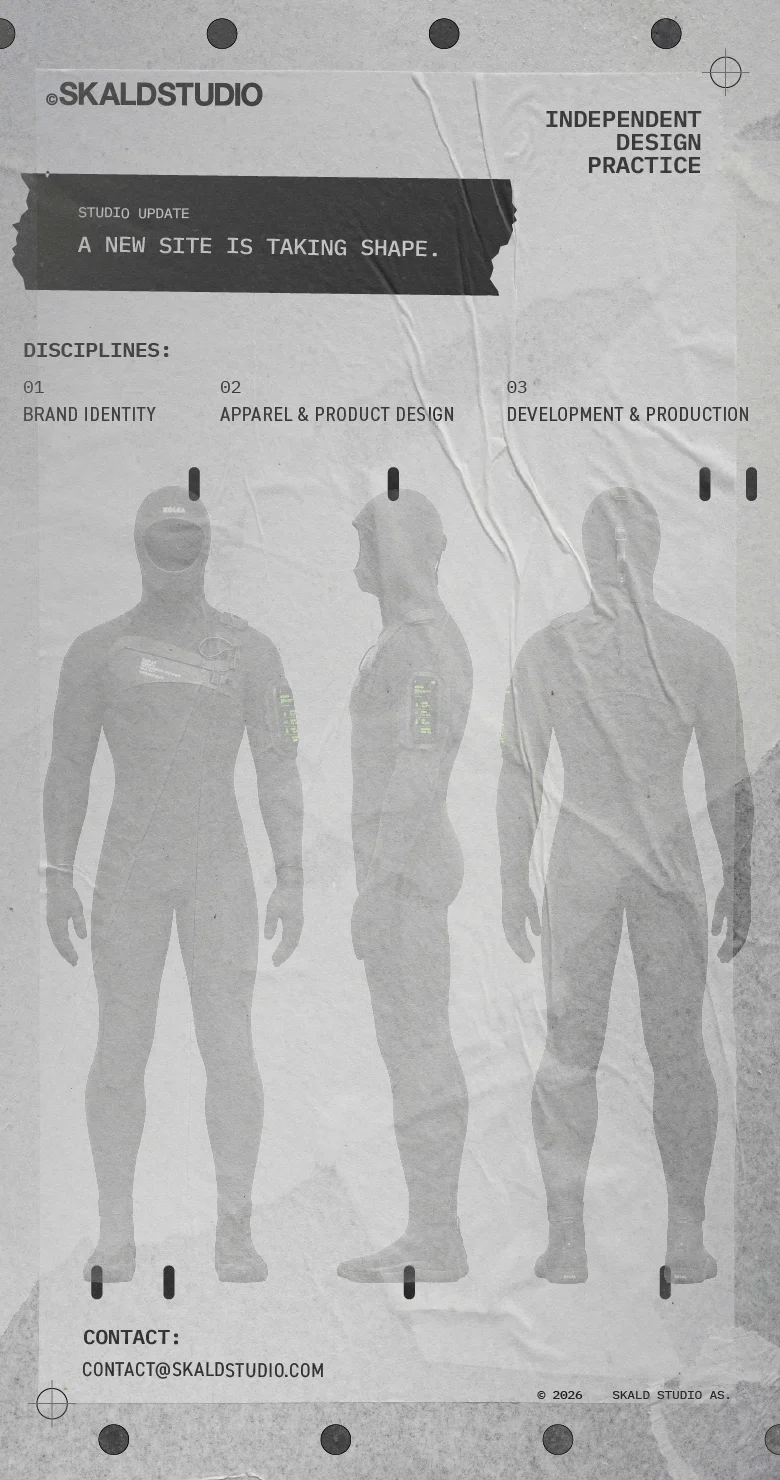 ©SKALDSTUDIO
INDEPENDENT
DESIGN
PRACTICE
STUDIO UPDATE
A NEW SITE IS TAKING SHAPE.
DISCIPLINES:
01
BRAND IDENTITY
02
APPAREL & PRODUCT DESIGN
03
DEVELOPMENT & PRODUCTION
CONTACT:
CONTACT@SKALDSTUDIO.COM
© 2026 SKALD STUDIO AS.